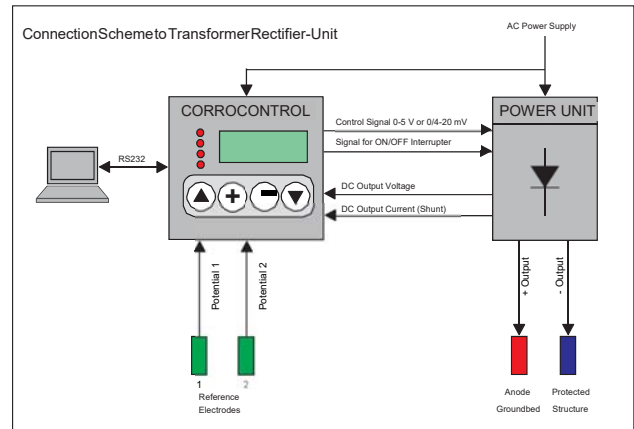 ConnectionSchemetoTransformerRectifier-Unit
AC Power Supply
CORROCONTROL
POWER UNIT
Control Signal 0-5 V or 0/4-20 mV
Signal for ON/OFF Interrupter
RS232
DC Output Voltage
DC Output Current (Shunt)
Potential 1
Potential 2
+ Output
- Output
1
2
Reference
Electrodes
Anode
Groundbed
Protected
Structure